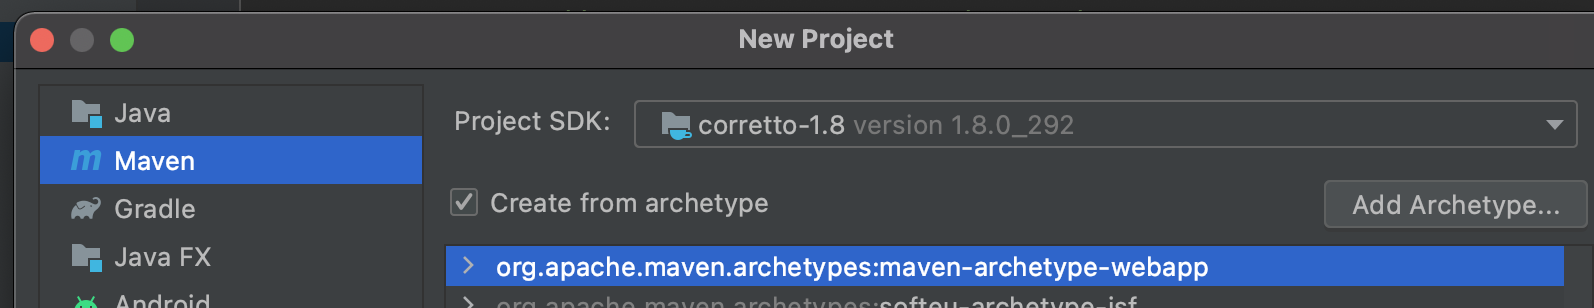 New Project
Java
Maven
Gradle
Java FX
Android
Project SDK: corretto-1.8 version 1.8.0_292
Create from archetype
Add Archetype...
org.apache.maven.archetypes:maven-archetype-webapp
org.apache.maven.archetypes:softeu-archetype-jsf